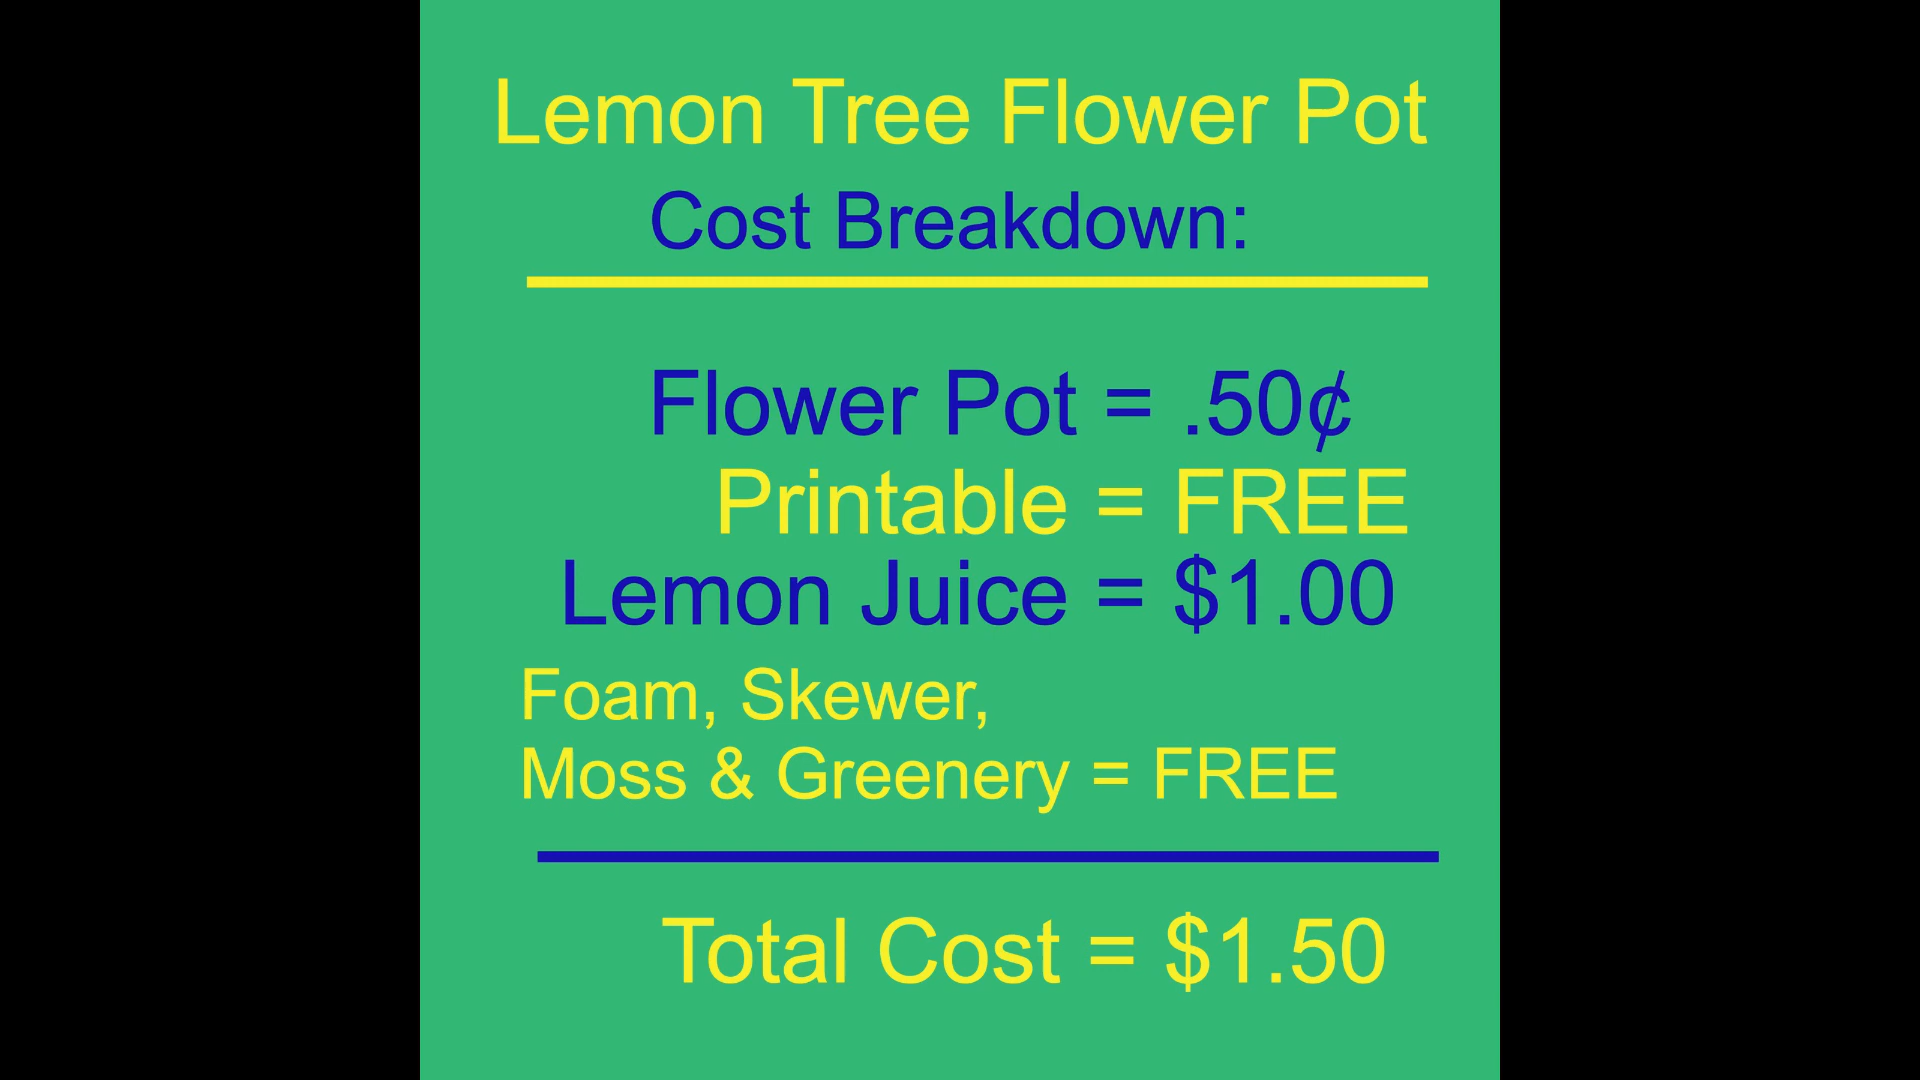 Lemon Tree Flower Pot
Cost Breakdown:
Flower Pot = .50¢
Printable = FREE
Lemon Juice = $1.00
Foam, Skewer,
Moss & Greenery = FREE
Total Cost = $1.50